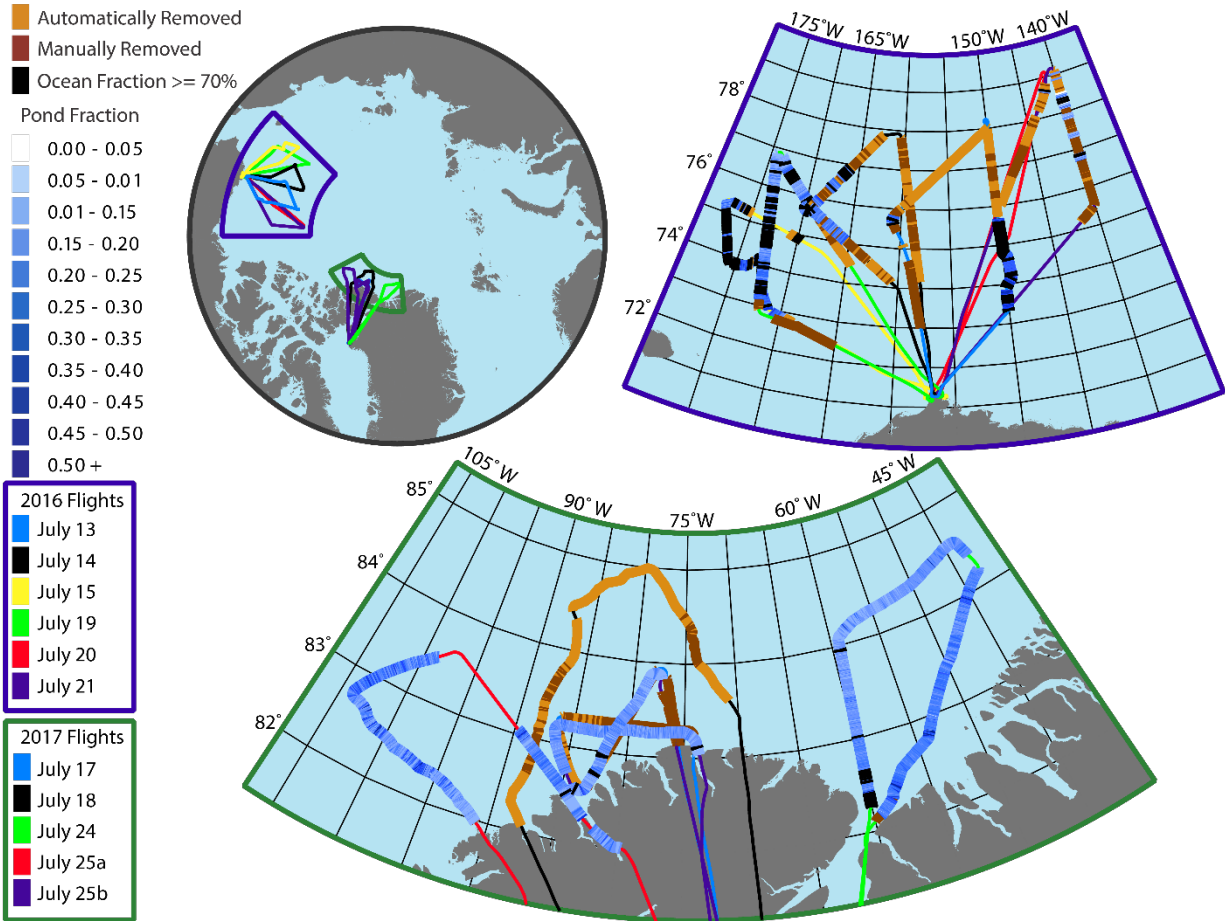 Automatically Removed
Manually Removed
Ocean Fraction >= 70%
Pond Fraction
0.00 - 0.05
0.05 - 0.01
0.01 - 0.15
0.15 - 0.20
0.20 - 0.25
0.25 - 0.30
0.30 - 0.35
0.35 - 0.40
0.40 - 0.45
0.45 - 0.50
0.50 +
2016 Flights
July 13
July 14
July 15
July 19
July 20
July 21
2017 Flights
July 17
July 18
July 24
July 25a
July 25b
175˚W
165˚W
150˚W
140˚W
78˚
76˚
74˚
72˚
105˚W
90˚W
75˚W
60˚W
45˚W
85˚
84˚
83˚
82˚